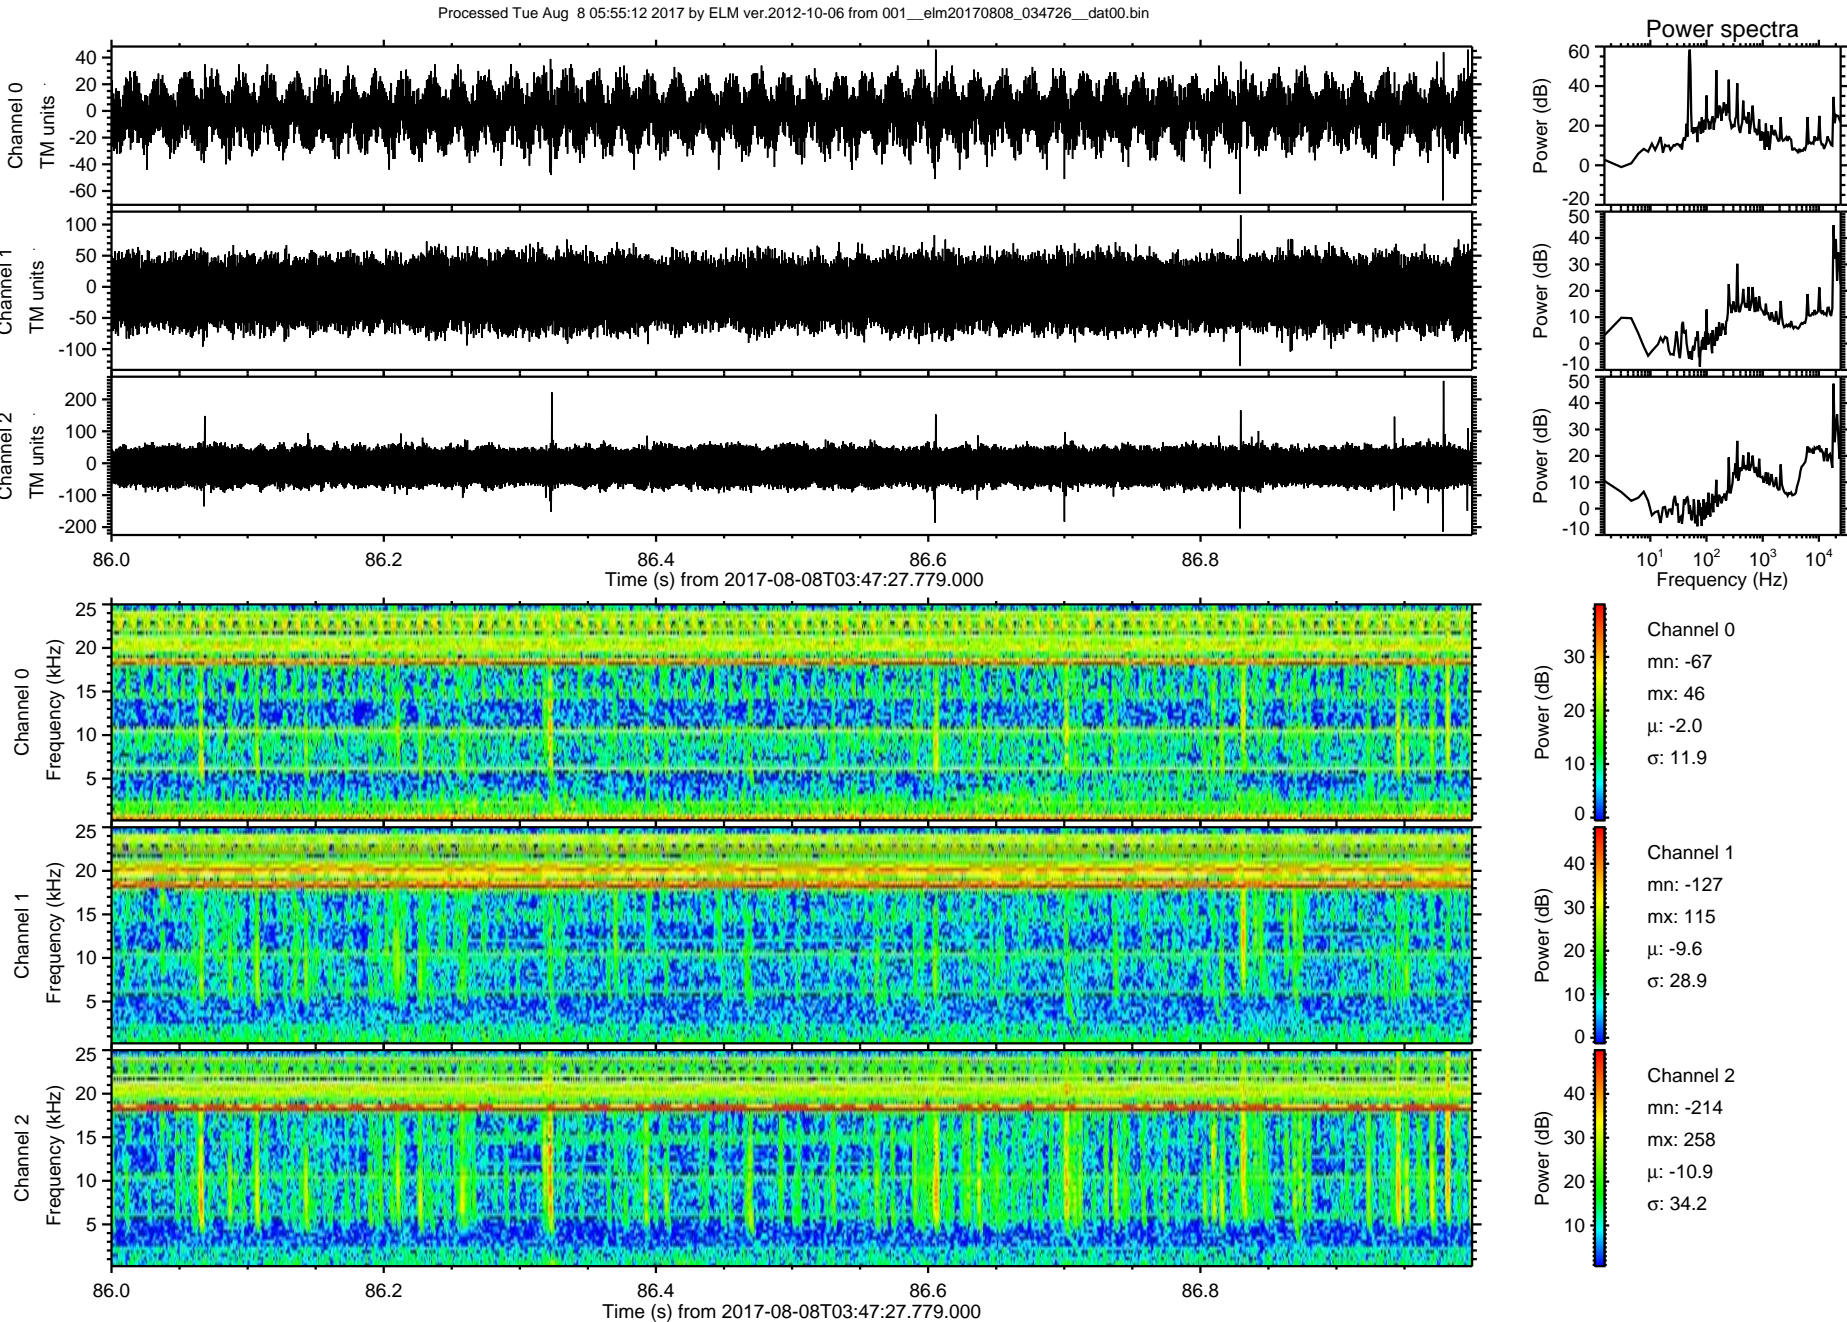 Processed Tue Aug  8 05:55:12 2017 by ELM ver.2012-10-06 from 001__elm20170808_034726__dat00.bin
Power spectra
Channel 0
TM units
40
20
0
-20
-40
-60
Power (dB)
60
40
20
0
-20
Channel 1
TM units
100
50
0
-50
-100
Power (dB)
50
40
30
20
10
0
-10
Channel 2
TM units
200
100
0
-100
-200
Power (dB)
50
40
30
20
10
0
-10
86.0 86.2 86.4 86.6 86.8
Time (s) from 2017-08-08T03:47:27.779.000
10^1 10^2 10^3 10^4
Frequency (Hz)
Channel 0
Frequency (kHz)
25
20
15
10
5
Power (dB)
30
20
10
0
Channel 0
mn: -67
mx: 46
μ: -2.0
σ: 11.9
Channel 1
Frequency (kHz)
25
20
15
10
5
Power (dB)
40
30
20
10
0
Channel 1
mn: -127
mx: 115
μ: -9.6
σ: 28.9
Channel 2
Frequency (kHz)
25
20
15
10
5
Power (dB)
40
30
20
10
Channel 2
mn: -214
mx: 258
μ: -10.9
σ: 34.2
86.0 86.2 86.4 86.6 86.8
Time (s) from 2017-08-08T03:47:27.779.000